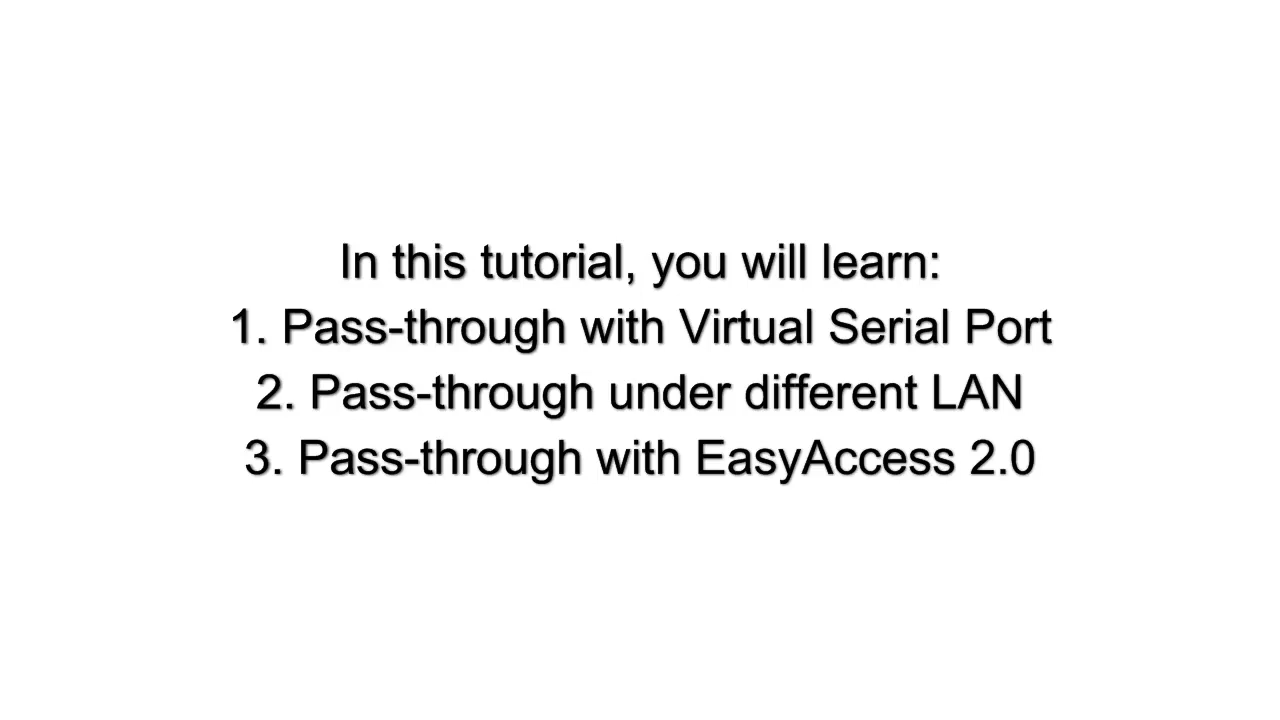 In this tutorial, you will learn:
1. Pass-through with Virtual Serial Port
2. Pass-through under different LAN
3. Pass-through with EasyAccess 2.0